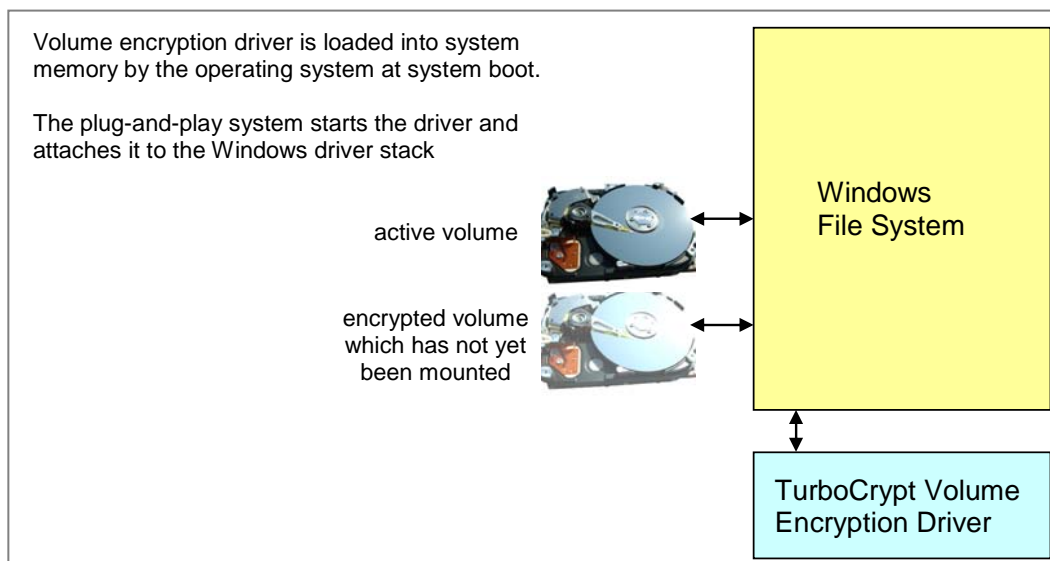 Volume encryption driver is loaded into system
memory by the operating system at system boot.
The plug-and-play system starts the driver and
attaches it to the Windows driver stack
active volume
encrypted volume
which has not yet
been mounted
Windows
File System
TurboCrypt Volume
Encryption Driver